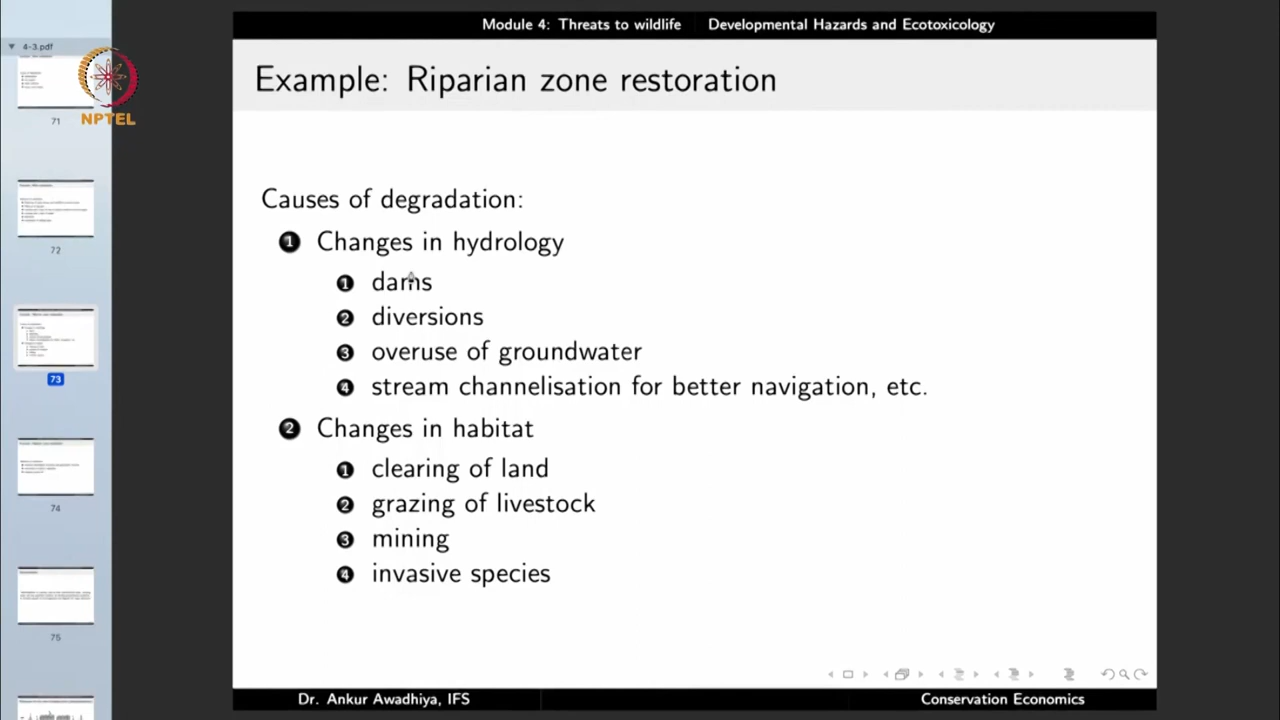 Module 4: Threats to wildlife Developmental Hazards and Ecotoxicology
4-3.pdf
Example: Riparian zone restoration
NPTEL
71
Causes of degradation:
1 Changes in hydrology
1 dams
2 diversions
3 overuse of groundwater
4 stream channelisation for better navigation, etc.
2 Changes in habitat
1 clearing of land
2 grazing of livestock
3 mining
4 invasive species
72
73
74
75
Dr. Ankur Awadhiya, IFS Conservation Economics